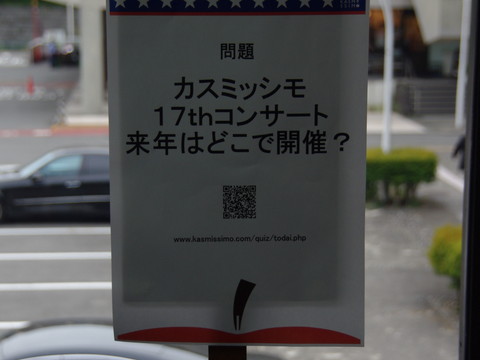 問題
カスミッシモ
17thコンサート
来年はどこで開催？
www.kasmissimo.com/quiz/todai.php